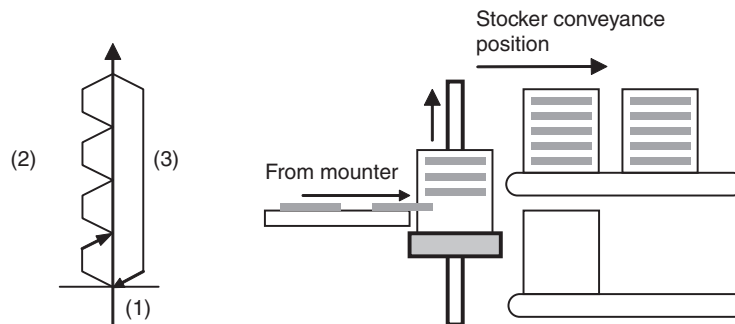 Stocker conveyance
position
(2)
(3)
From mounter
(1)